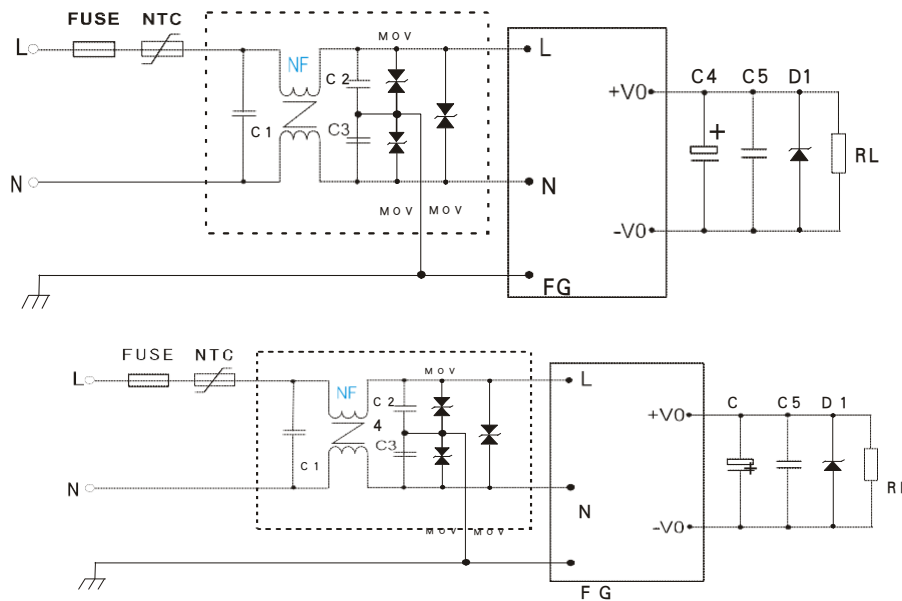 FUSE NTC
MOV
L
NF
C2
L
C1
C3
N
N
MOV MOV
FG
+V0
-V0
C4 C5 D1
RL
FUSE NTC
MOV
L
NF
C2
L
4
C1
C3
N
N
MOV MOV
FG
+V0
-V0
C C5 D1